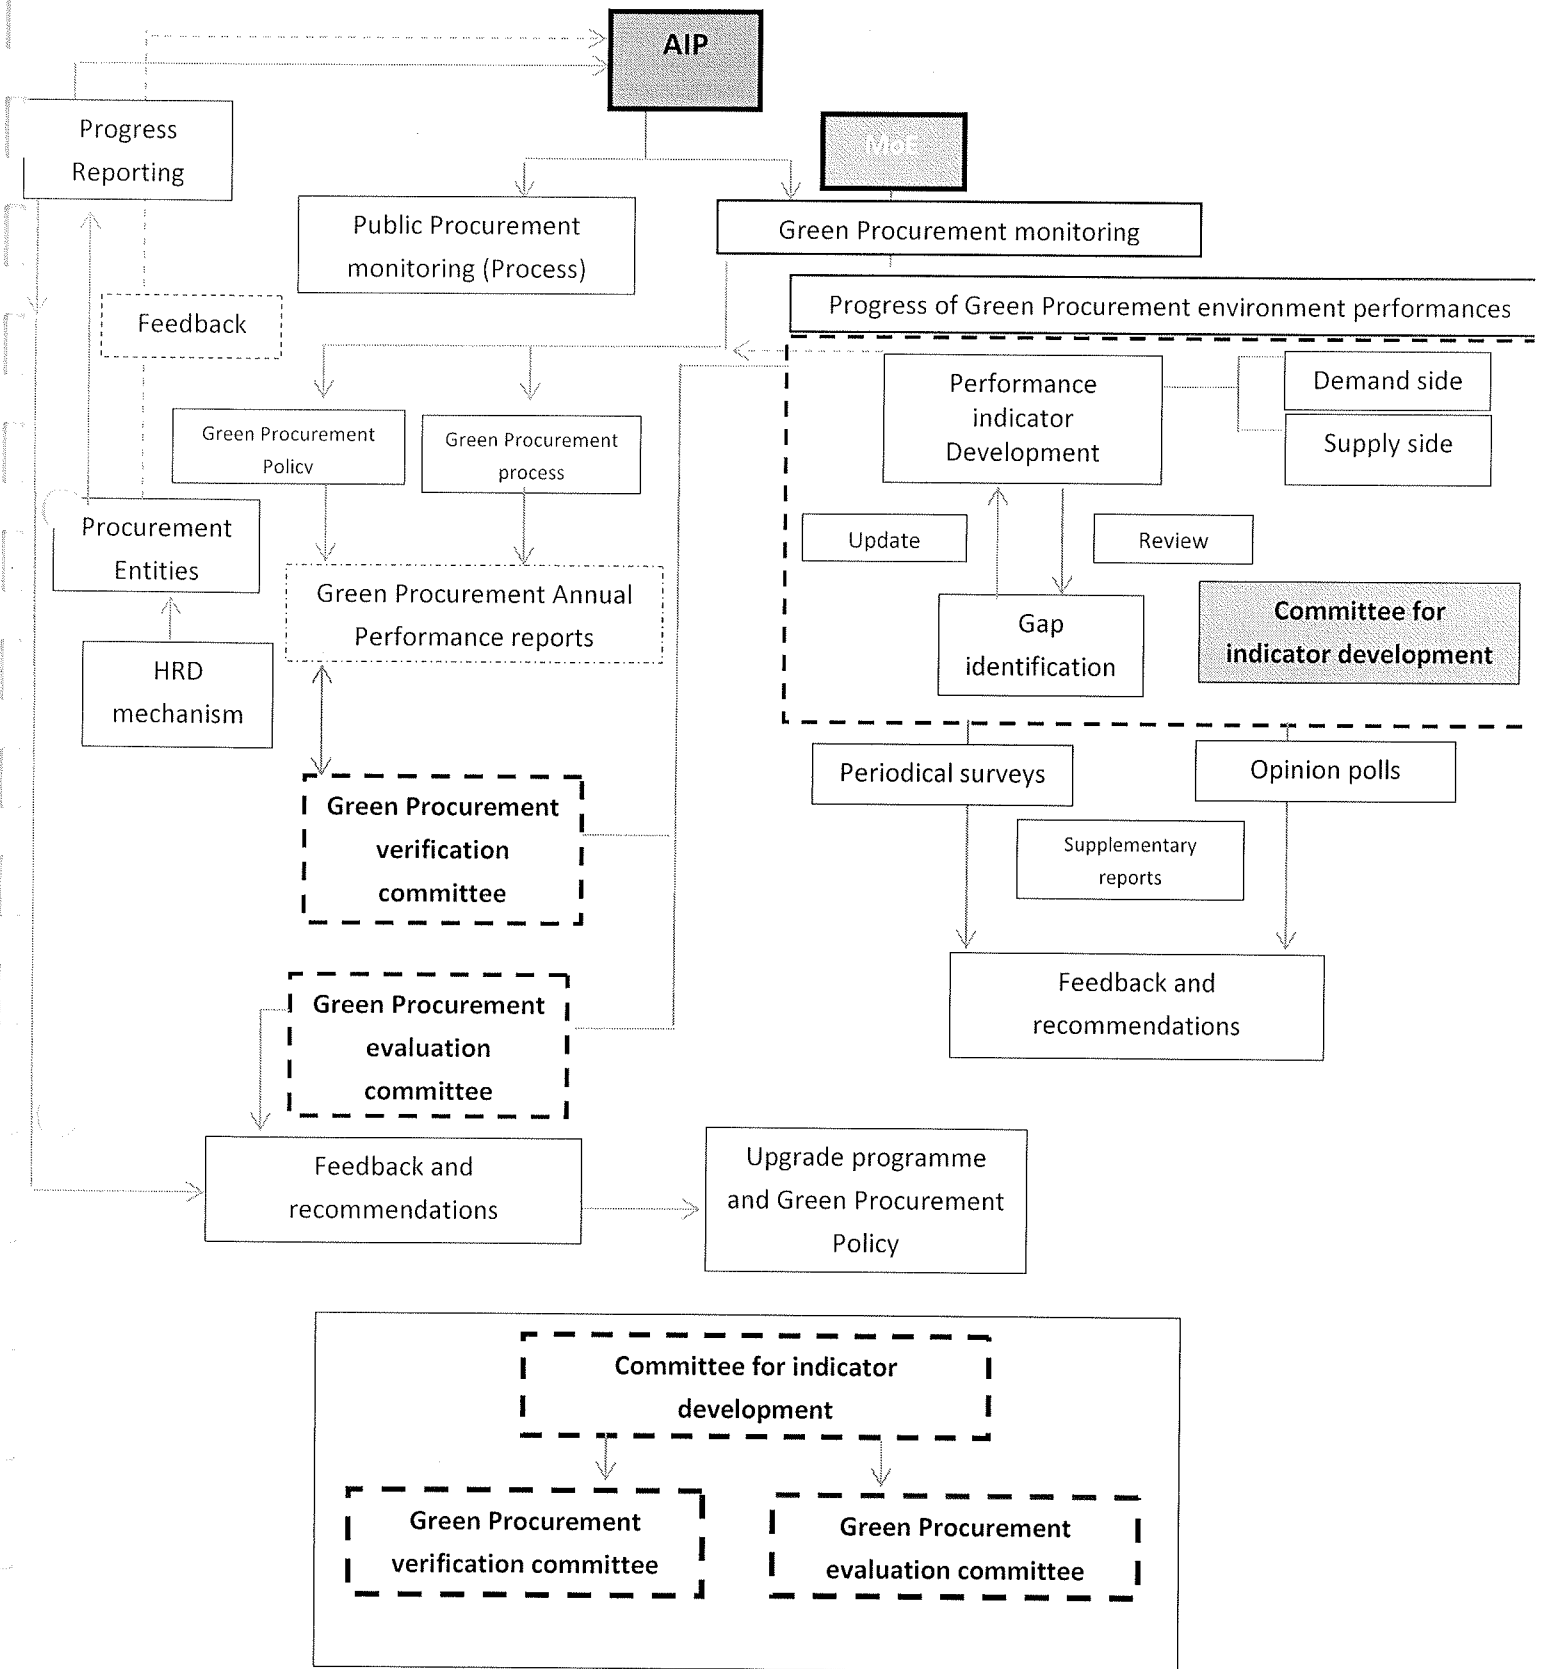 AIP
MoE
Progress
Reporting
Public Procurement
monitoring (Process)
Green Procurement monitoring
Progress of Green Procurement environment performances
Feedback
Performance
indicator
Development
Demand side
Supply side
Green Procurement
Policy
Green Procurement
process
Procurement
Entities
Update
Review
Green Procurement Annual
Performance reports
Gap
identification
Committee for
indicator development
HRD
mechanism
Periodical surveys
Opinion polls
Green Procurement
verification
committee
Supplementary
reports
Green Procurement
evaluation
committee
Feedback and
recommendations
Feedback and
recommendations
Upgrade programme
and Green Procurement
Policy
Committee for indicator
development
Green Procurement
verification committee
Green Procurement
evaluation committee